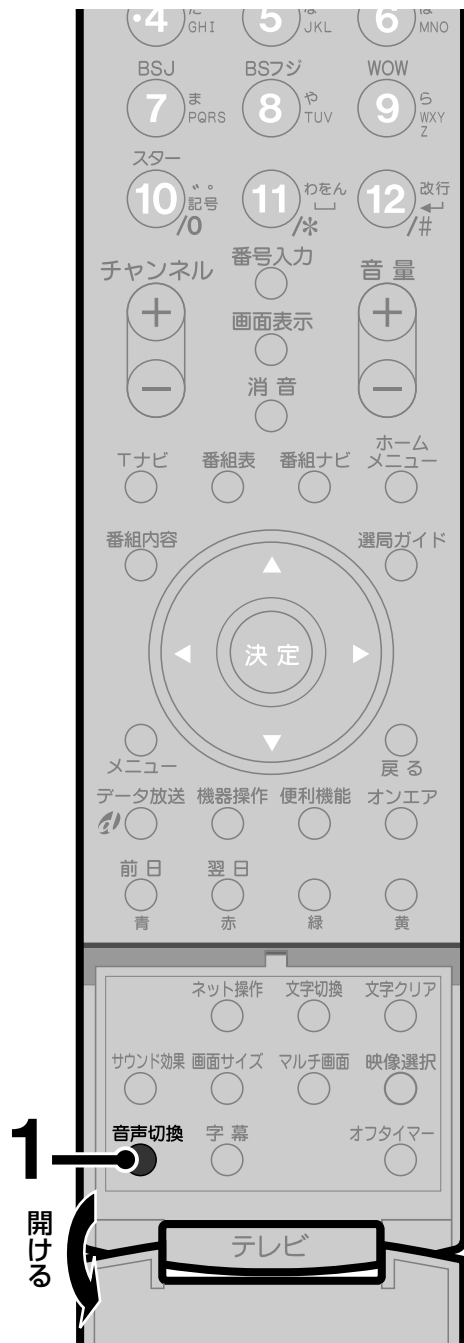 ·4 GHI 5 JKL 6 MNO
BSJ BSフジ WOW
7 ま PQRS 8 や TUV 9 ら WXY Z
スター
10/0 ゛゜ 記号 11/* わをん 12/# 改行
チャンネル 番号入力 音量
+ 画面表示 +
− 消音 −
Tナビ 番組表 番組ナビ ホームメニュー
番組内容 選局ガイド
決定
メニュー 戻る
データ放送 機器操作 便利機能 オンエア
d
前日 翌日
青 赤 緑 黄
ネット操作 文字切換 文字クリア
サウンド効果 画面サイズ マルチ画面 映像選択
1 音声切換 字幕 オフタイマー
開ける
テレビ